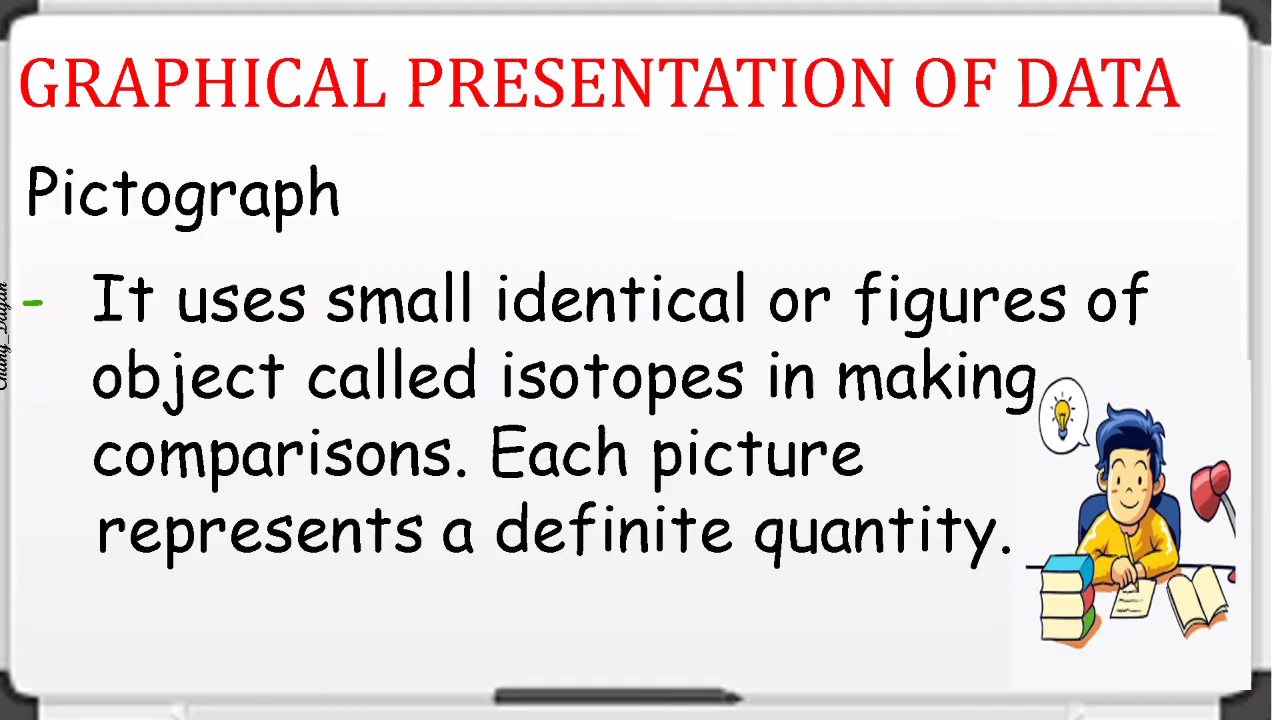 GRAPHICAL PRESENTATION OF DATA
Pictograph
- It uses small identical or figures of
object called isotopes in making
comparisons. Each picture
represents a definite quantity.